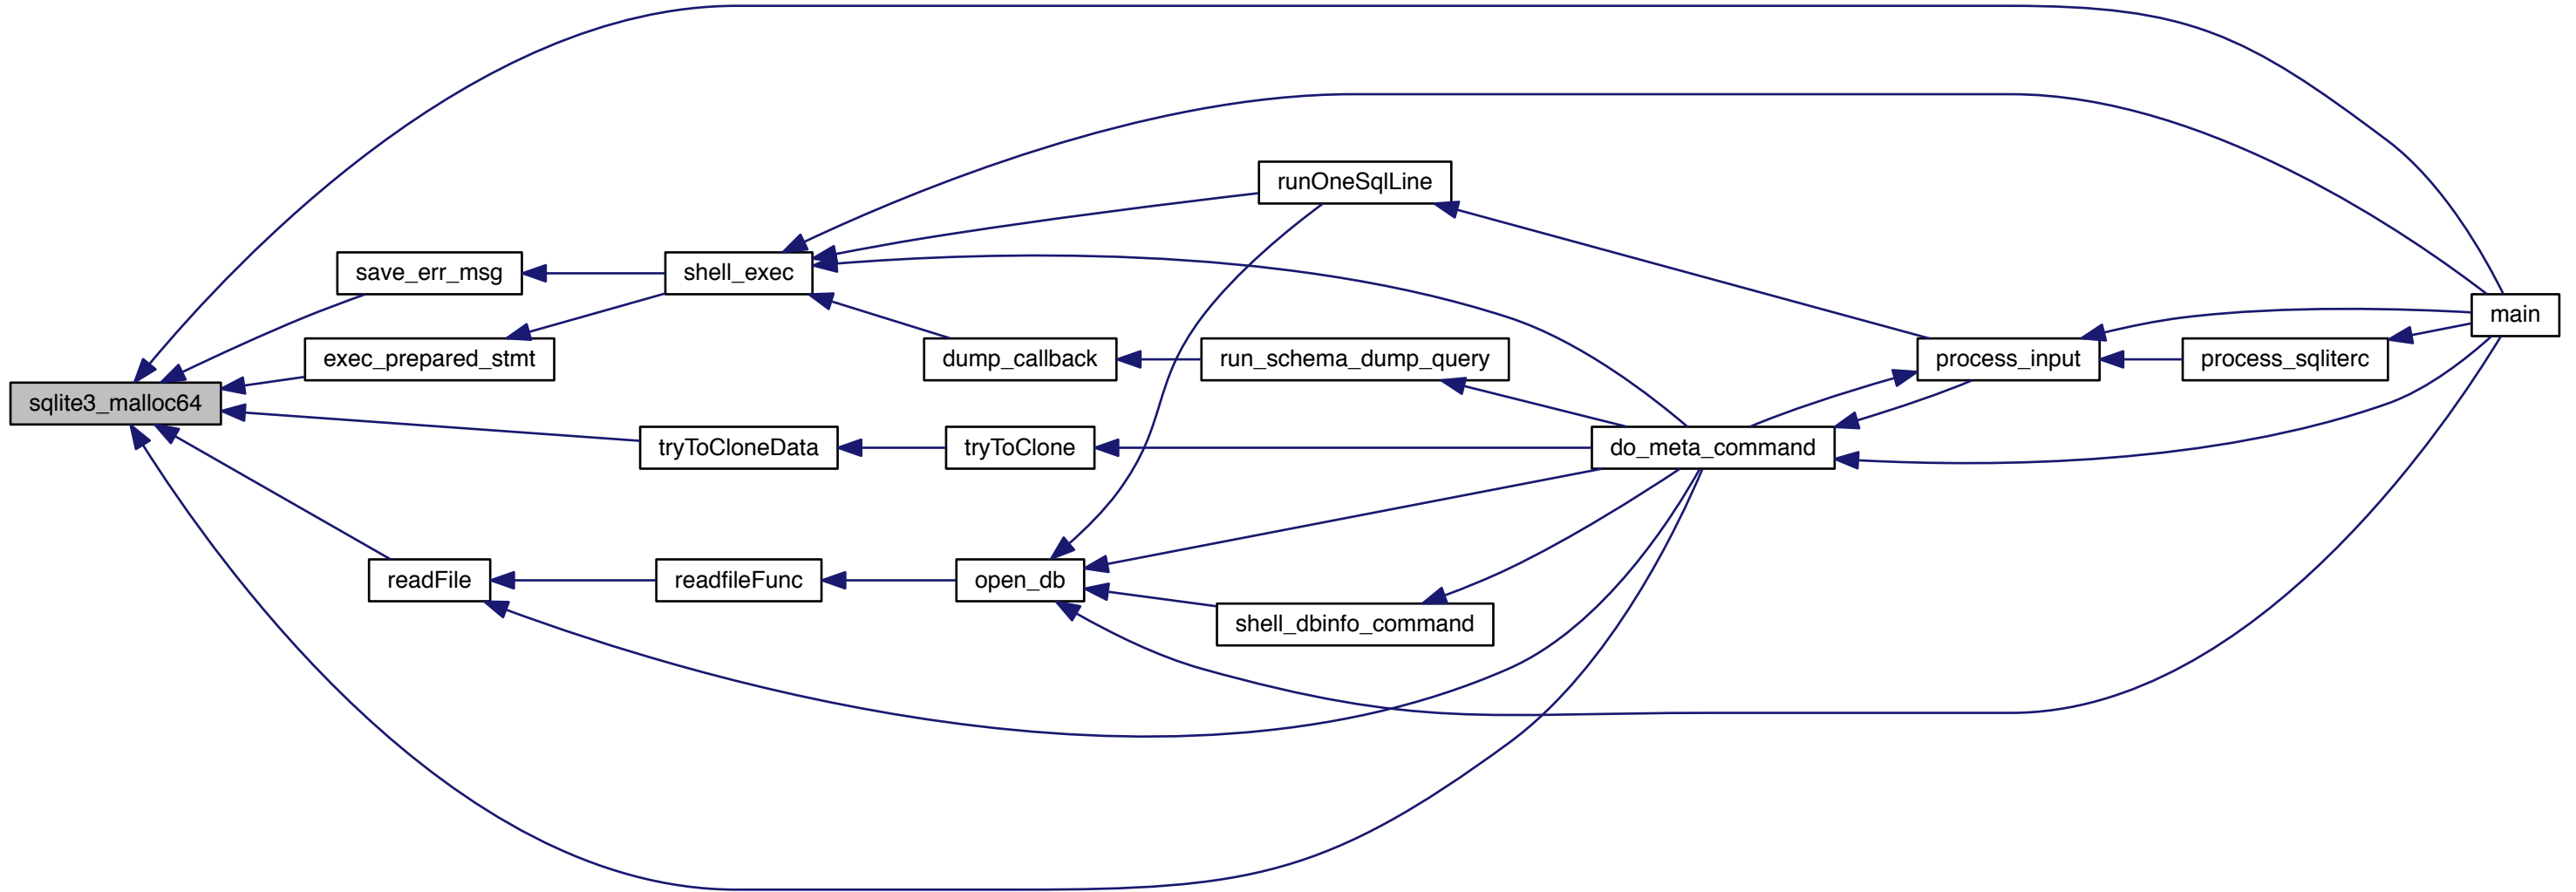 runOneSqlLine
save_err_msg
shell_exec
main
exec_prepared_stmt
dump_callback
run_schema_dump_query
process_input
process_sqliterc
sqlite3_malloc64
tryToCloneData
tryToClone
do_meta_command
readFile
readfileFunc
open_db
shell_dbinfo_command